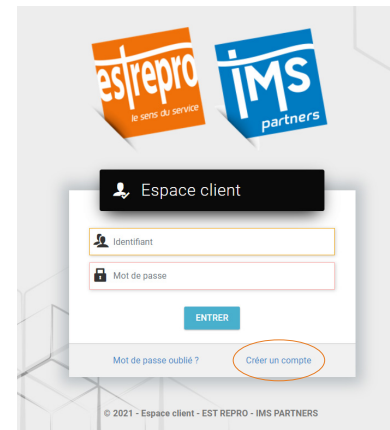 estrepro
le sens du service
iMS
partners
Espace client
Identifiant
Mot de passe
ENTRER
Mot de passe oublié ?
Créer un compte
© 2021 - Espace client - EST REPRO - IMS PARTNERS